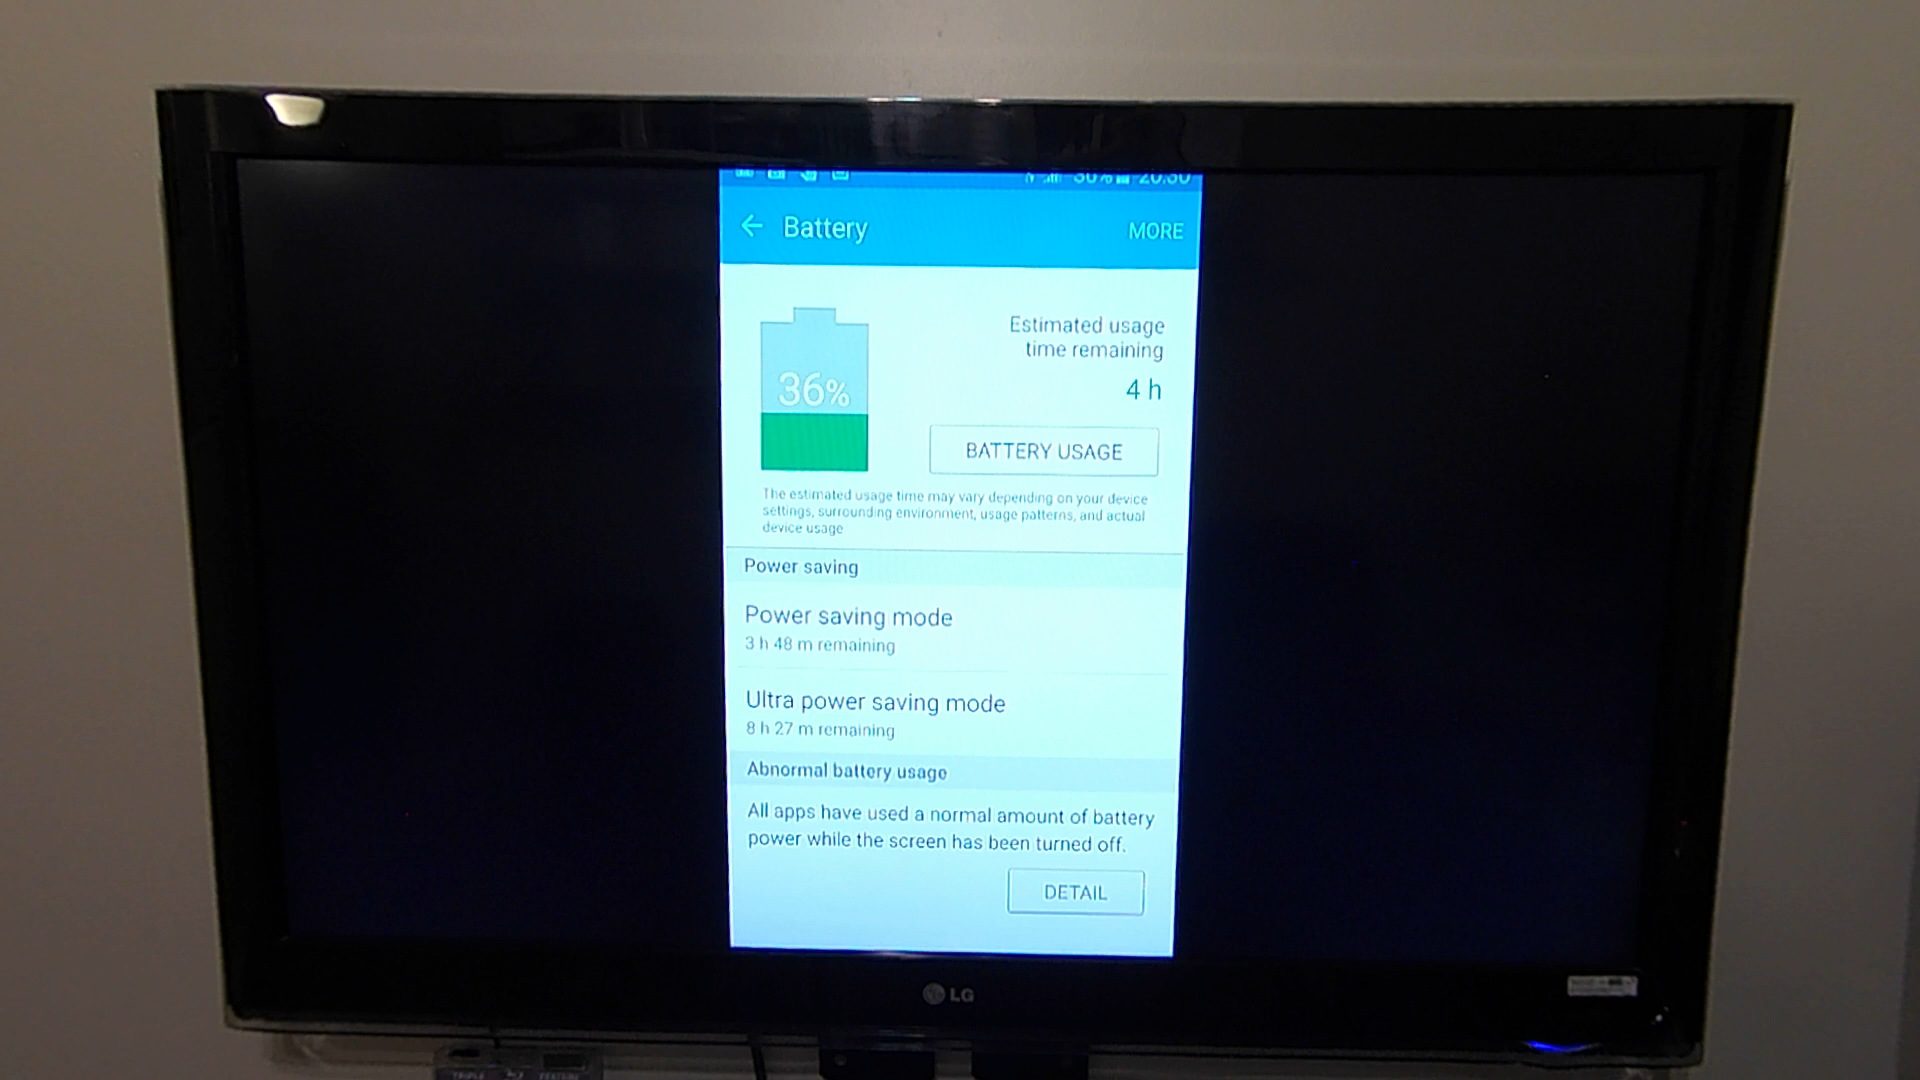 Battery
MORE
Estimated usage
time remaining
36%
4 h
BATTERY USAGE
The estimated usage time may vary depending on your device
settings, surrounding environment, usage patterns, and actual
device usage
Power saving
Power saving mode
3 h 48 m remaining
Ultra power saving mode
8 h 27 m remaining
Abnormal battery usage
All apps have used a normal amount of battery
power while the screen has been turned off.
DETAIL
LG